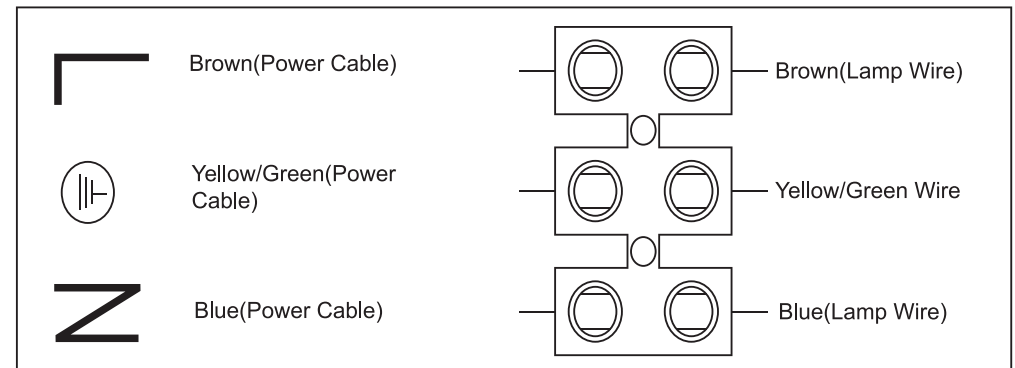 L Brown(Power Cable) Brown(Lamp Wire)
Yellow/Green(Power
Cable) Yellow/Green Wire
N Blue(Power Cable) Blue(Lamp Wire)